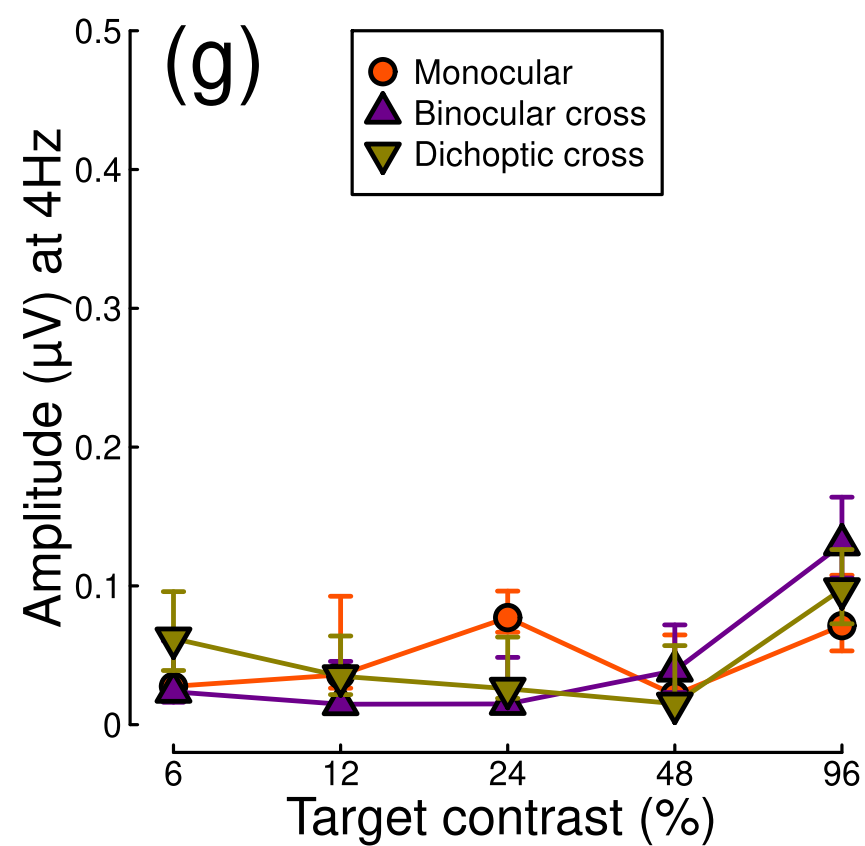 (g)
Monocular
Binocular cross
Dichoptic cross
Amplitude (µV) at 4Hz
0.5
0.4
0.3
0.2
0.1
0
6 12 24 48 96
Target contrast (%)